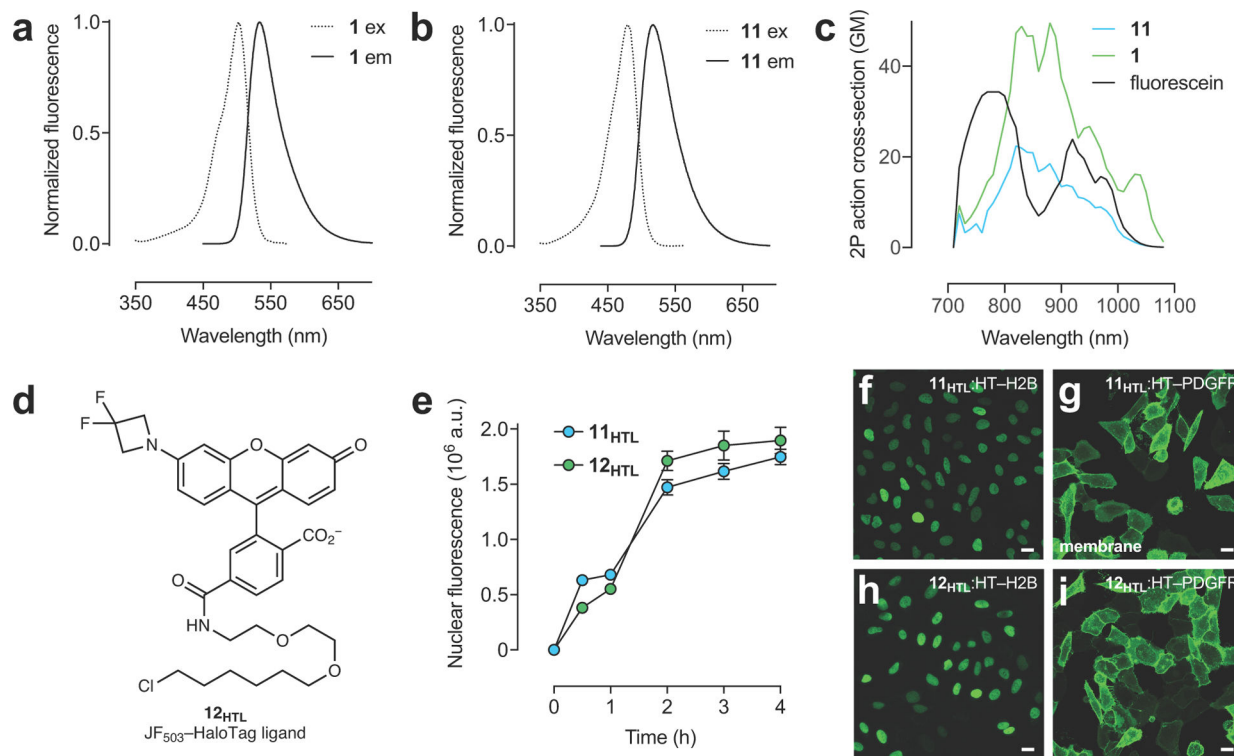 a
1 ex
1 em
Normalized fluorescence
1.0
0.5
0.0
350 450 550 650
Wavelength (nm)
b
11 ex
11 em
Normalized fluorescence
1.0
0.5
0.0
350 450 550 650
Wavelength (nm)
c
11
1
fluorescein
2P action cross-section (GM)
40
20
0
700 800 900 1000 1100
Wavelength (nm)
d
F
F
N
O
O
CO₂⁻
O
HN
O
O
Cl
12HTL
JF503–HaloTag ligand
e
11HTL
12HTL
Nuclear fluorescence (10⁶ a.u.)
2.0
1.5
1.0
0.5
0
0 1 2 3 4
Time (h)
f
11HTL:HT–H2B
g
11HTL:HT–PDGFR
membrane
h
12HTL:HT–H2B
i
12HTL:HT–PDGFR